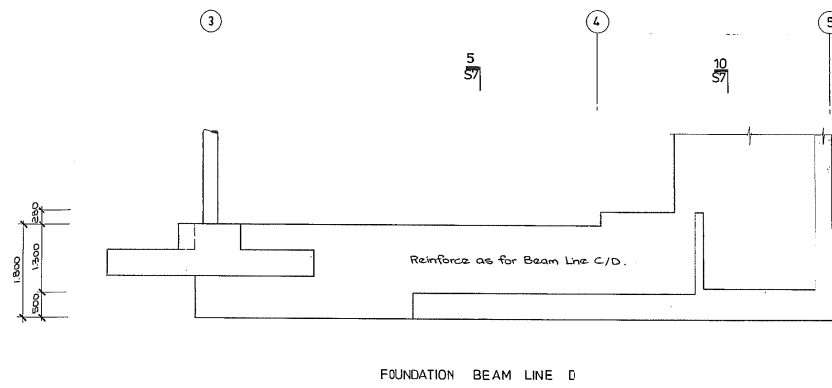 3
4
5
5
S7
10
S7
280
1.300
1.800
500
Reinforce as for Beam Line C/D.
FOUNDATION BEAM LINE D